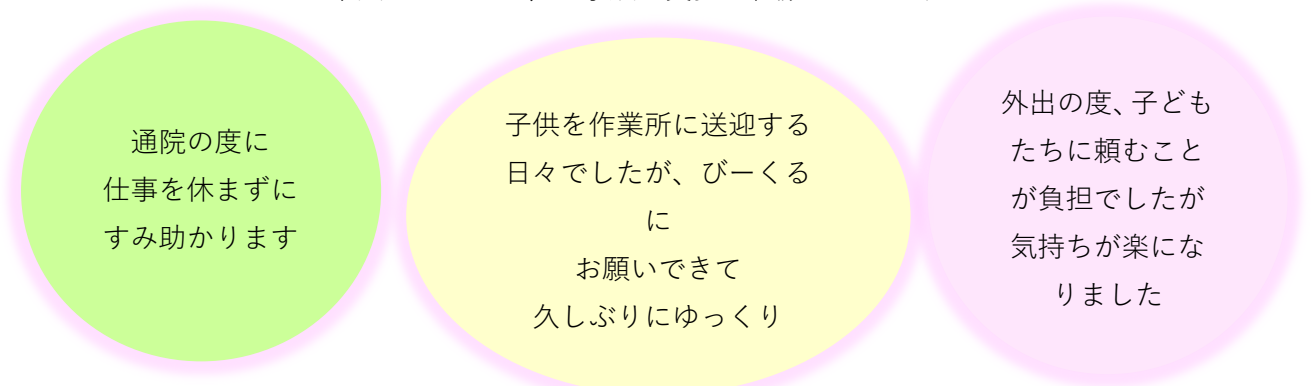 通院の度に
仕事を休まずに
すみ助かります
子供を作業所に送迎する
日々でしたが、びーくる
に
お願いできて
久しぶりにゆっくり
外出の度、子ども
たちに頼むこと
が負担でしたが
気持ちが楽にな
りました